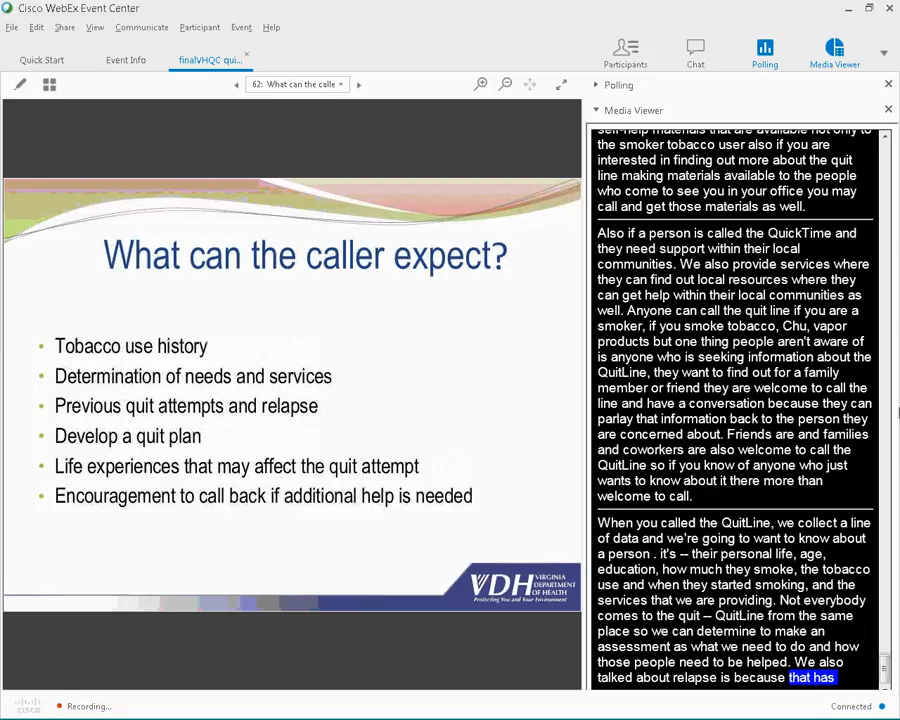 Cisco WebEx Event Center
File Edit Share View Communicate Participant Event Help
Quick Start Event Info finalVHQC qui...
Participants Chat Polling Media Viewer
62: What can the calle
Polling
Media Viewer
What can the caller expect?
• Tobacco use history
• Determination of needs and services
• Previous quit attempts and relapse
• Develop a quit plan
• Life experiences that may affect the quit attempt
• Encouragement to call back if additional help is needed
VDH VIRGINIA
DEPARTMENT
OF HEALTH
Protecting You and Your Environment
self-help materials that are available not only to
the smoker tobacco user also if you are
interested in finding out more about the quit
line making materials available to the people
who come to see you in your office you may
call and get those materials as well.
Also if a person is called the QuickTime and
they need support within their local
communities. We also provide services where
they can find out local resources where they
can get help within their local communities as
well. Anyone can call the quit line if you are a
smoker, if you smoke tobacco, Chu, vapor
products but one thing people aren't aware of
is anyone who is seeking information about the
QuitLine, they want to find out for a family
member or friend they are welcome to call the
line and have a conversation because they can
parlay that information back to the person they
are concerned about. Friends are and families
and coworkers are also welcome to call the
QuitLine so if you know of anyone who just
wants to know about it there more than
welcome to call.
When you called the QuitLine, we collect a line
of data and we're going to want to know about
a person . it's -- their personal life, age,
education, how much they smoke, the tobacco
use and when they started smoking, and the
services that we are providing. Not everybody
comes to the quit -- QuitLine from the same
place so we can determine to make an
assessment as what we need to do and how
those people need to be helped. We also
talked about relapse is because that has
CISCO
Recording...
Connected